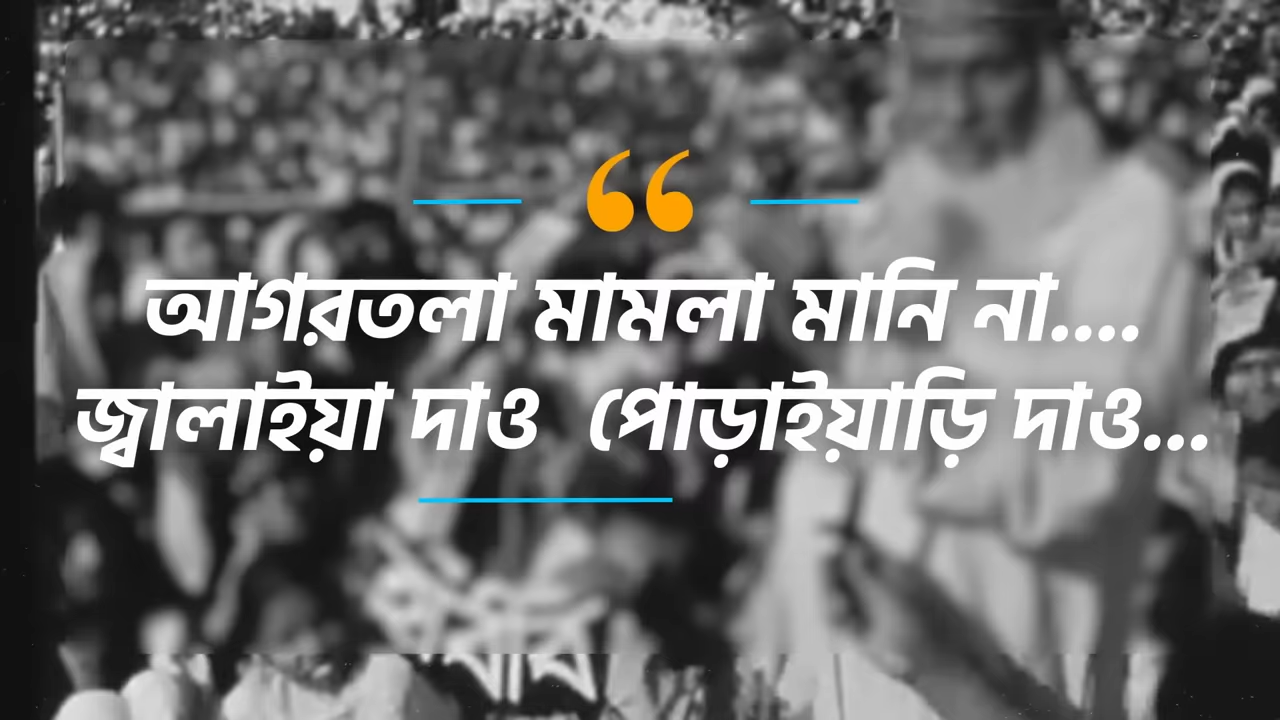 “
আগরতলা মামলা মানি না....
জ্বালাইয়া দাও পোড়াইয়াড়ি দাও...